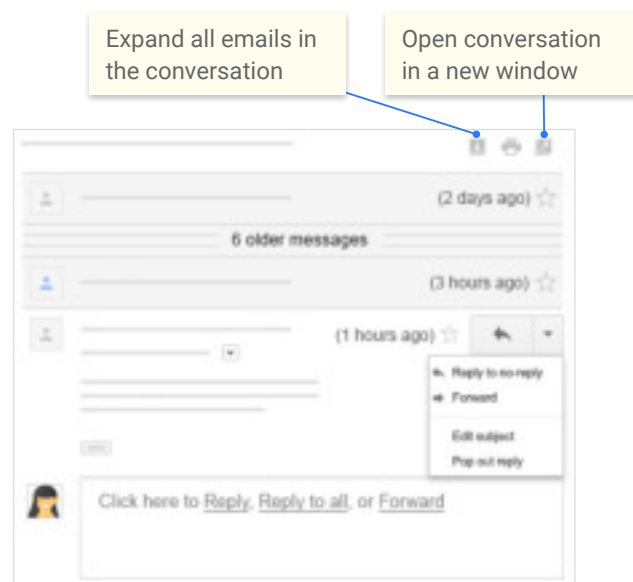 Expand all emails in
the conversation
Open conversation
in a new window
(2 days ago)
6 older messages
(3 hours ago)
(1 hours ago)
Reply to no-reply
Forward
Edit subject
Pop out reply
Click here to Reply, Reply to all, or Forward